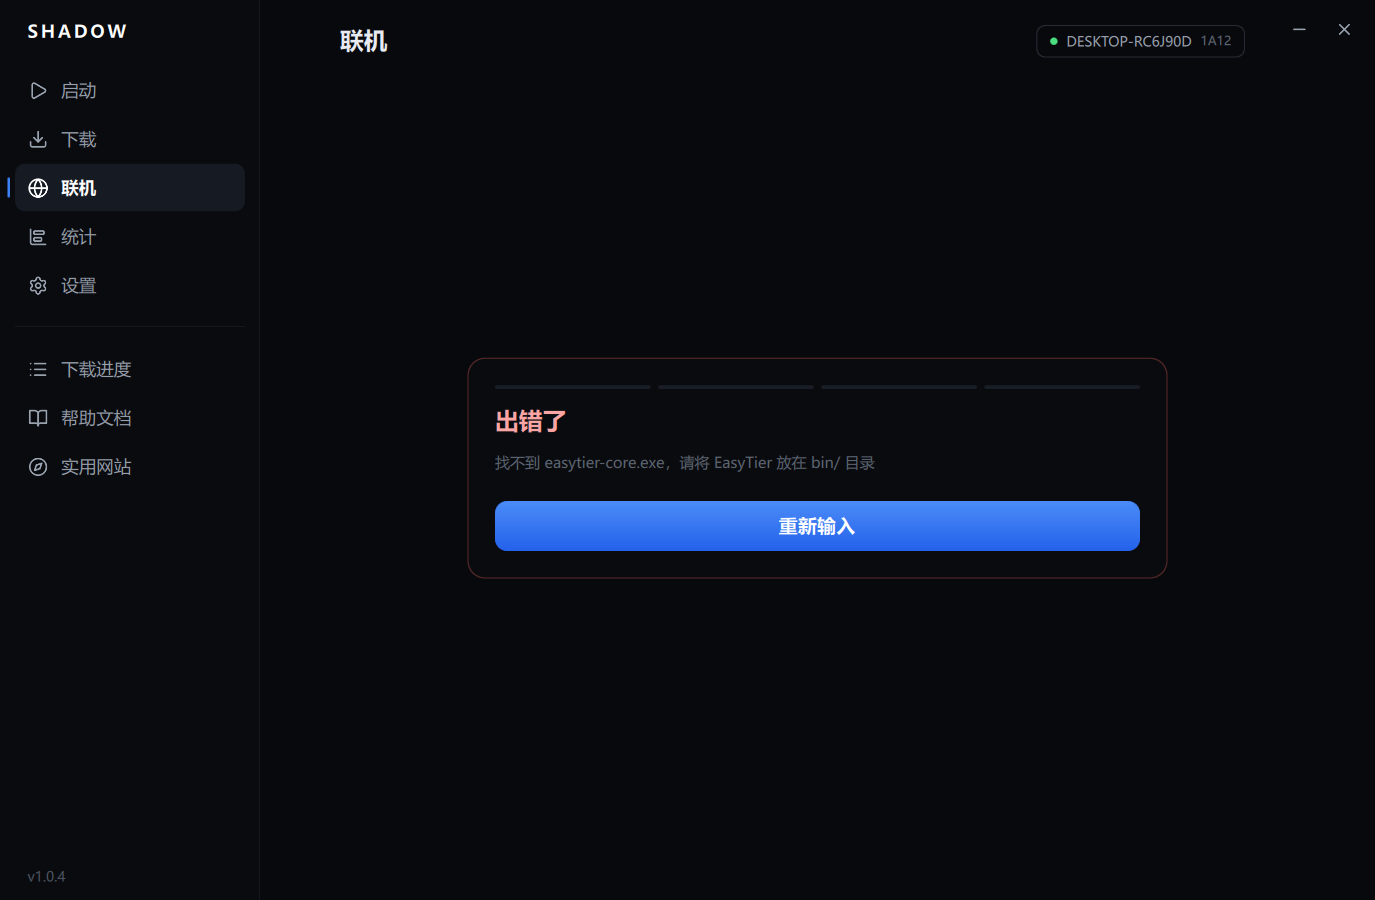 SHADOW
启动
下载
联机
统计
设置
下载进度
帮助文档
实用网站
v1.0.4
联机
DESKTOP-RC6J90D 1A12
出错了
找不到 easytier-core.exe，请将 EasyTier 放在 bin/ 目录
重新输入